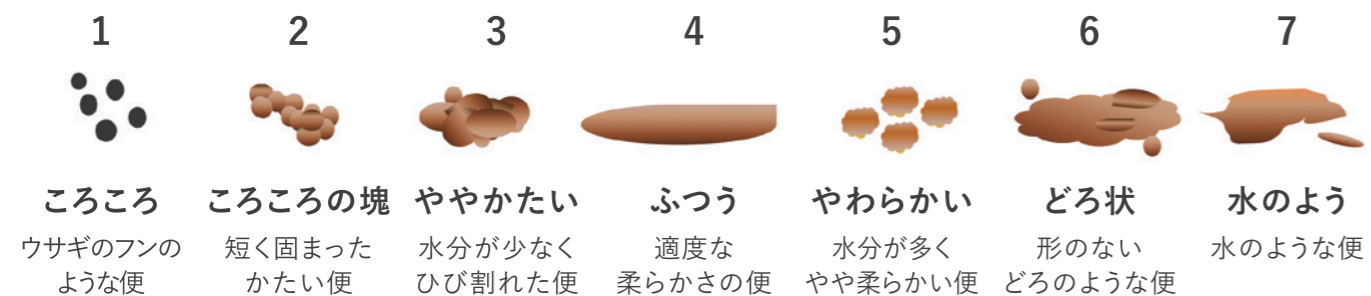 1 2 3 4 5 6 7
ころころ ころころの塊 ややかたい ふつう やわらかい どろ状 水のよう
ウサギのフンの 短く固まった 水分が少なく 適度な 水分が多く 形のない 水のような便
ような便 かたい便 ひび割れた便 柔らかさの便 やや柔らかい便 どろのような便